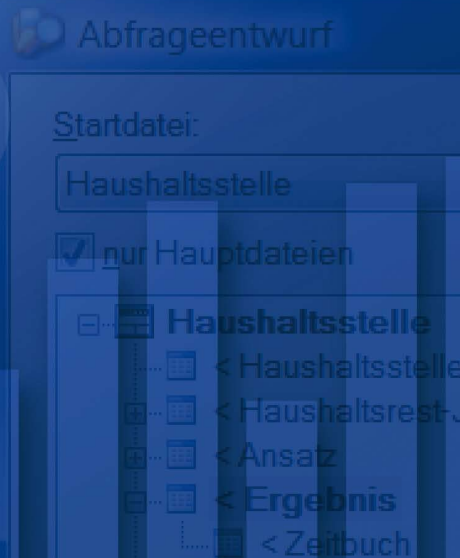 Abfrageentwurf
Startdatei:
Haushaltsstelle
nur Hauptdateien
Haushaltsstelle
< Haushaltsstelle
< Haushaltsrest-J
< Ansatz
< Ergebnis
< Zeitbuch